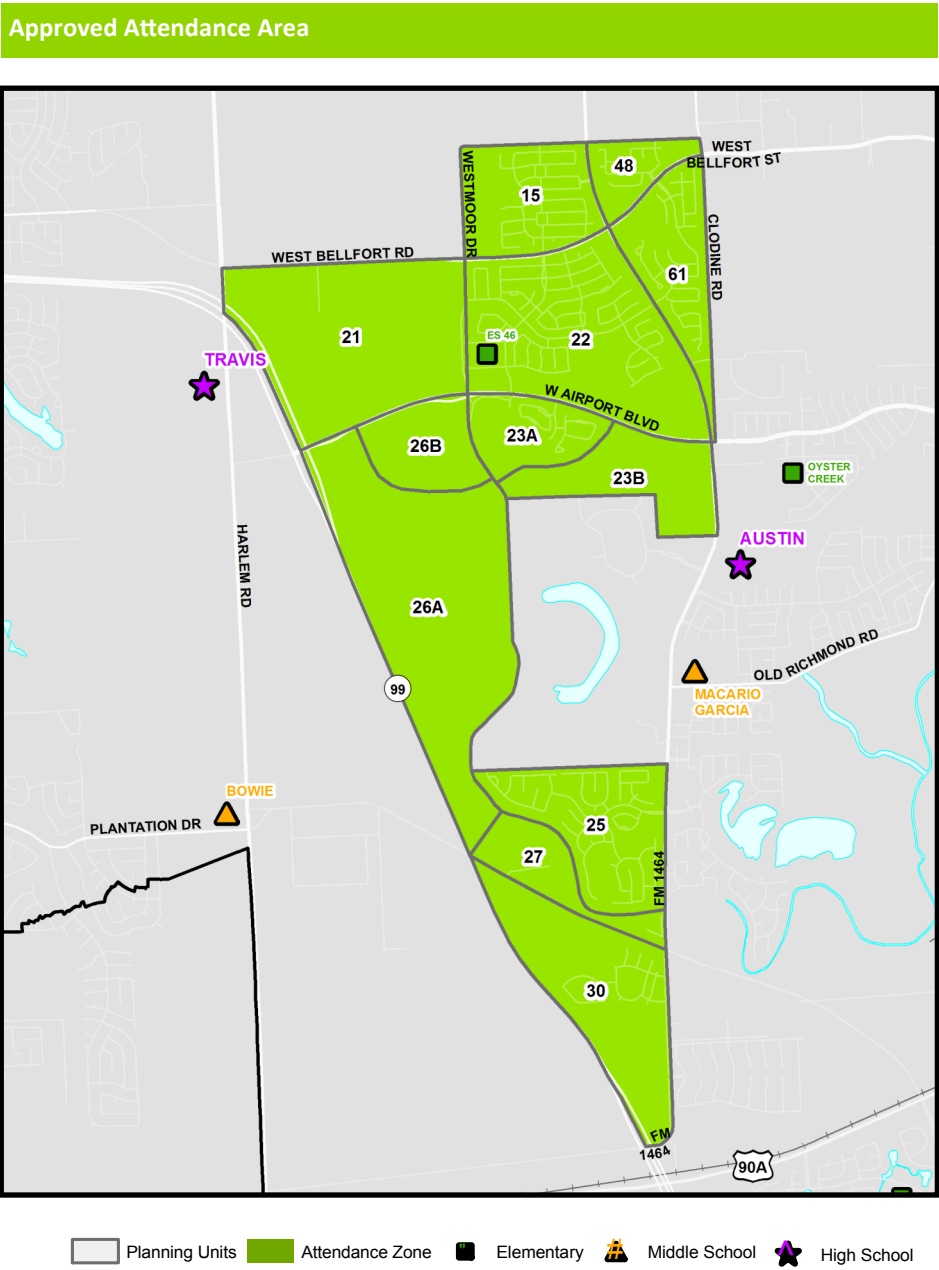 Approved Attendance Area
WEST
BELLFORT ST
48
15
WESTMOOR DR
CLODINE RD
WEST BELLFORT RD
61
21
ES 46
22
TRAVIS
W AIRPORT BLVD
26B
23A
23B
OYSTER
CREEK
HARLEM RD
AUSTIN
26A
OLD RICHMOND RD
99
MACARIO
GARCIA
BOWIE
PLANTATION DR
25
27
FM 1464
30
FM
1464
90A
Planning Units
Attendance Zone
Elementary
Middle School
High School